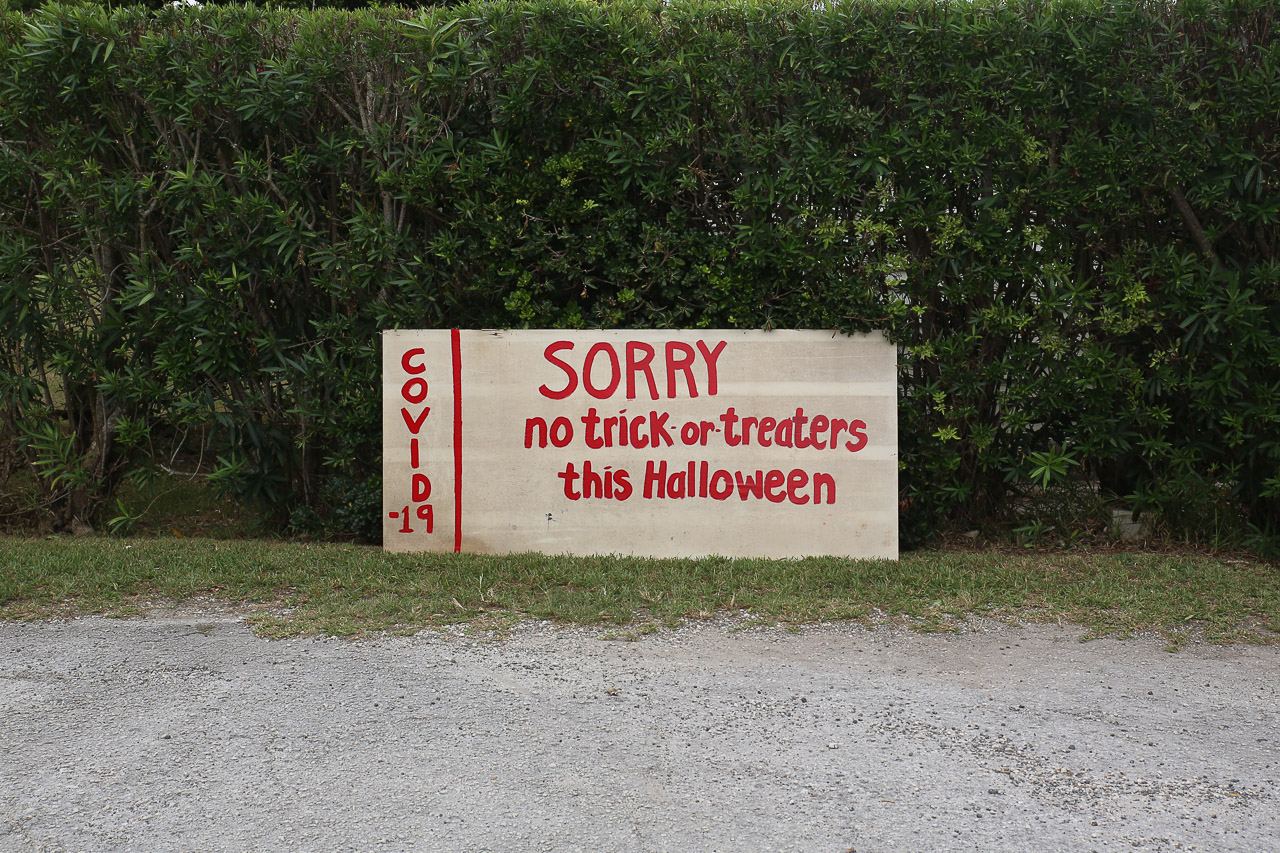 COVID
-19
SORRY
no trick-or-treaters
this Halloween